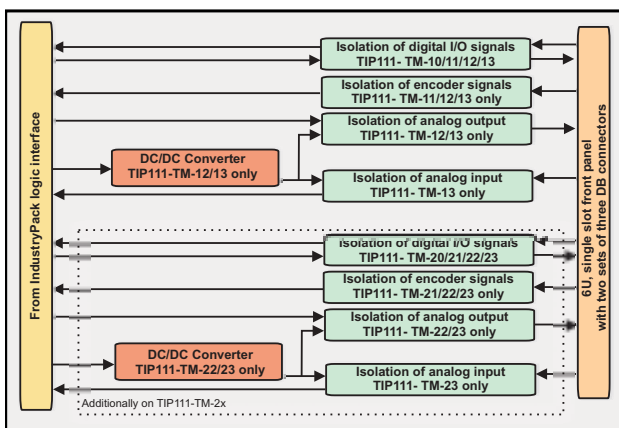 From IndustryPack logic interface
Isolation of digital I/O signals
TIP111- TM-10/11/12/13
Isolation of encoder signals
TIP111- TM-11/12/13 only
Isolation of analog output
TIP111- TM-12/13 only
DC/DC Converter
TIP111-TM-12/13 only
Isolation of analog input
TIP111- TM-13 only
Isolation of digital I/O signals
TIP111- TM-20/21/22/23
Isolation of encoder signals
TIP111- TM-21/22/23 only
Isolation of analog output
TIP111- TM-22/23 only
DC/DC Converter
TIP111-TM-22/23 only
Isolation of analog input
TIP111- TM-23 only
Additionally on TIP111-TM-2x
6U, single slot front panel
with two sets of three DB connectors